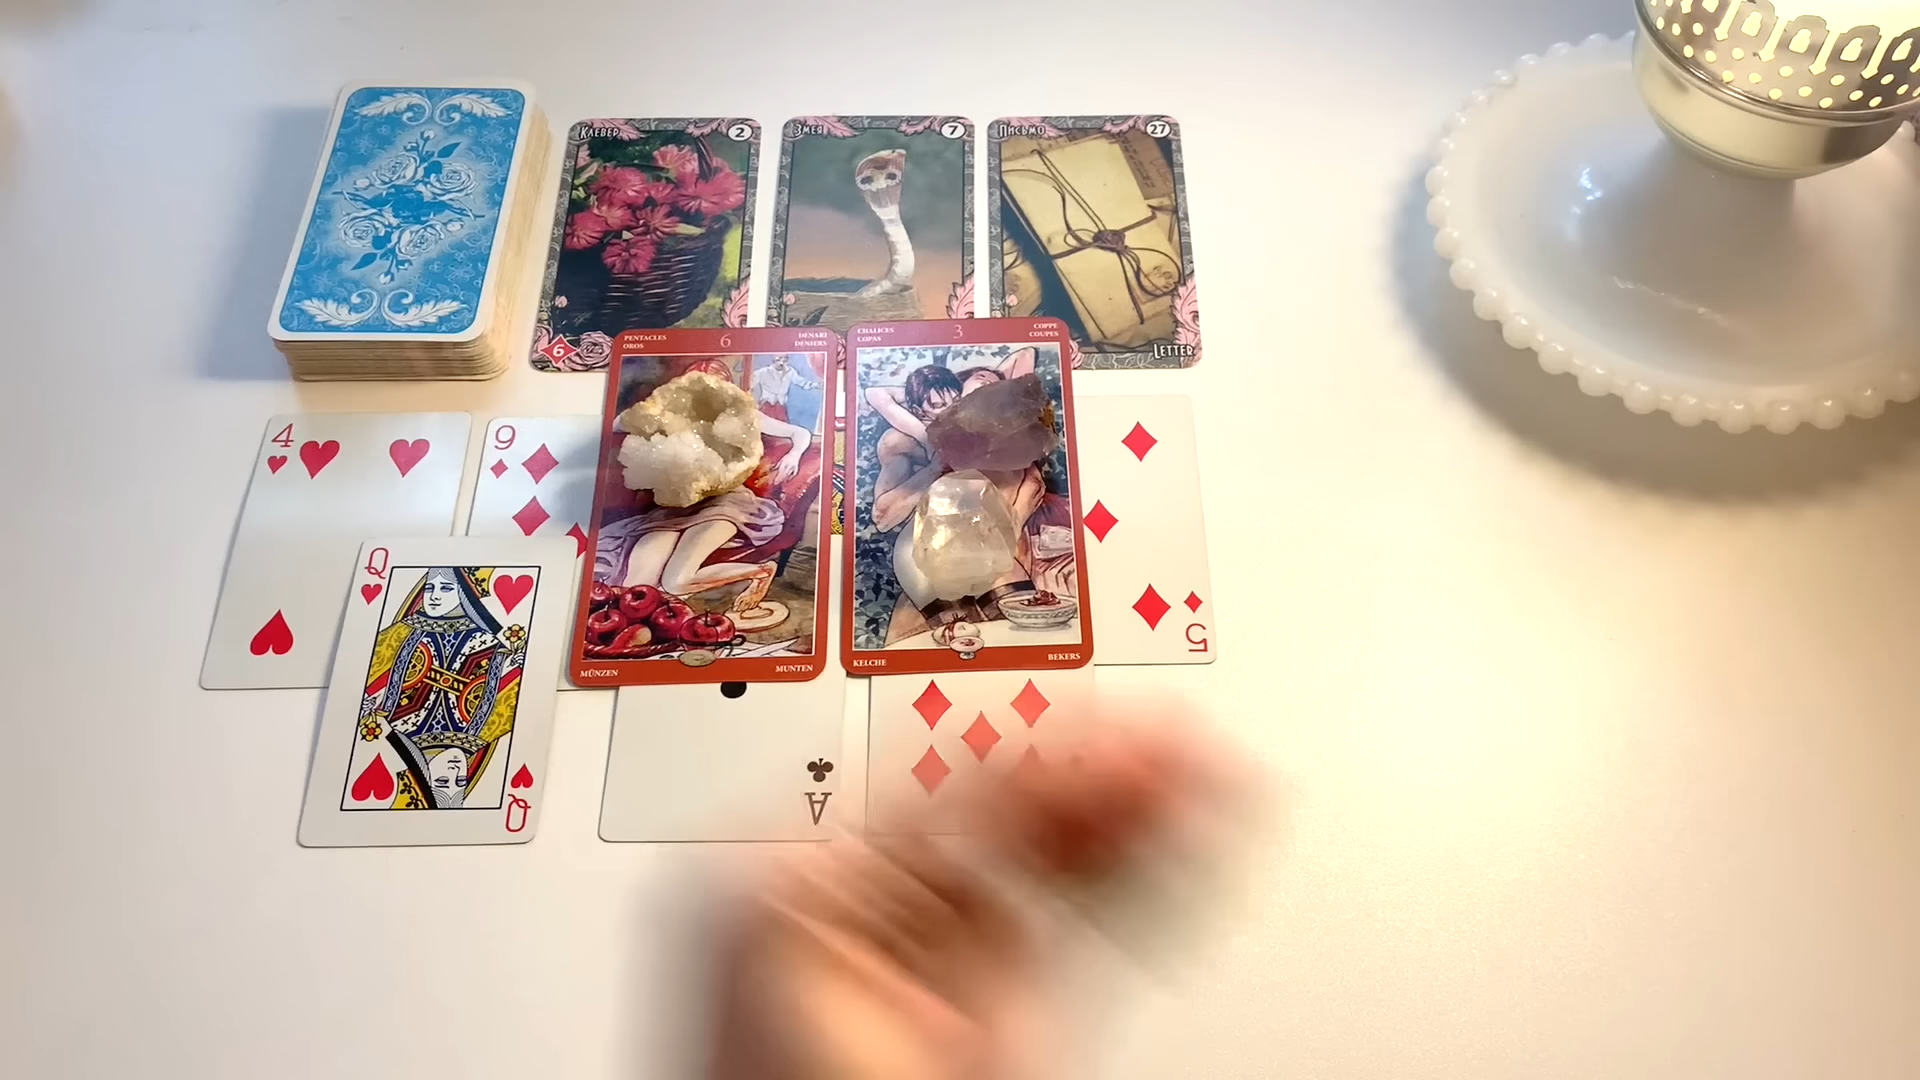 КЛЕВЕР 2
6
ЗМЕЯ 7
ПИСЬМО 27
LETTER
PENTACLES
OROS
6
DENARI
DENIERS
MÜNZEN
MUNTEN
CHALICES
COPAS
3
COPPE
COUPES
KELCHE
BEKERS
4
9
5
Q
Q
A